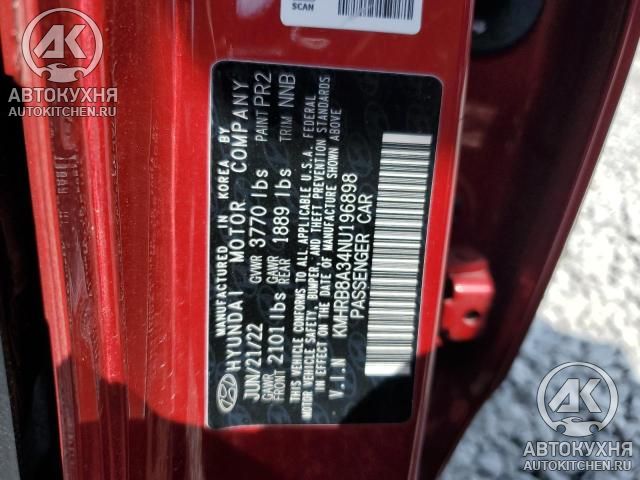 SCAN
MANUFACTURED IN KOREA BY
HYUNDAI MOTOR COMPANY
JUN/21/22 GVWR 3770 lbs PAINT PR2
GAWR FRONT 2101 lbs GAWR REAR 1889 lbs TRIM NNB
THIS VEHICLE CONFORMS TO ALL APPLICABLE U.S.A. FEDERAL
MOTOR VEHICLE SAFETY, BUMPER, AND THEFT PREVENTION STANDARDS
IN EFFECT ON THE DATE OF MANUFACTURE SHOWN ABOVE
V.I.N KMHRB8A34NU196898
PASSENGER CAR
АК
АВТОКУХНЯ
AUTOKITCHEN.RU
АК
АВТОКУХНЯ
AUTOKITCHEN.RU